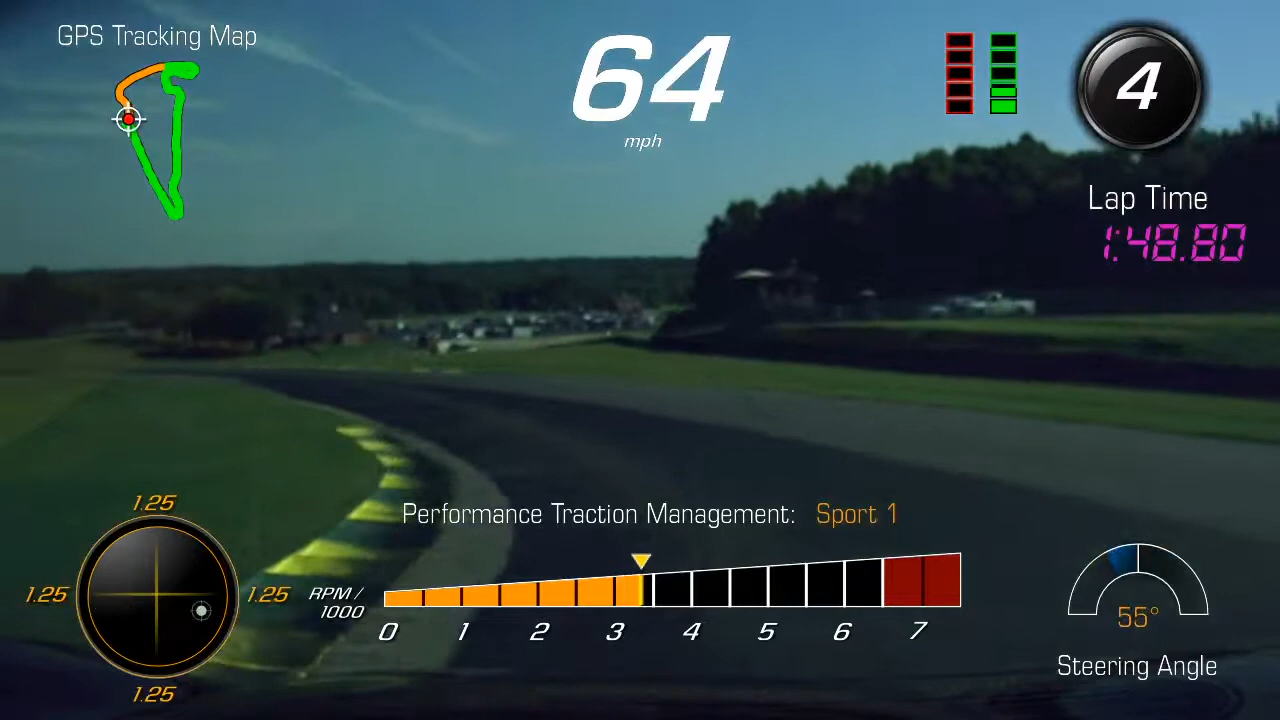 GPS Tracking Map
64
mph
4
Lap Time
1:48.80
1.25
1.25
1.25
1.25
Performance Traction Management: Sport 1
RPM /
1000
0 1 2 3 4 5 6 7
55°
Steering Angle